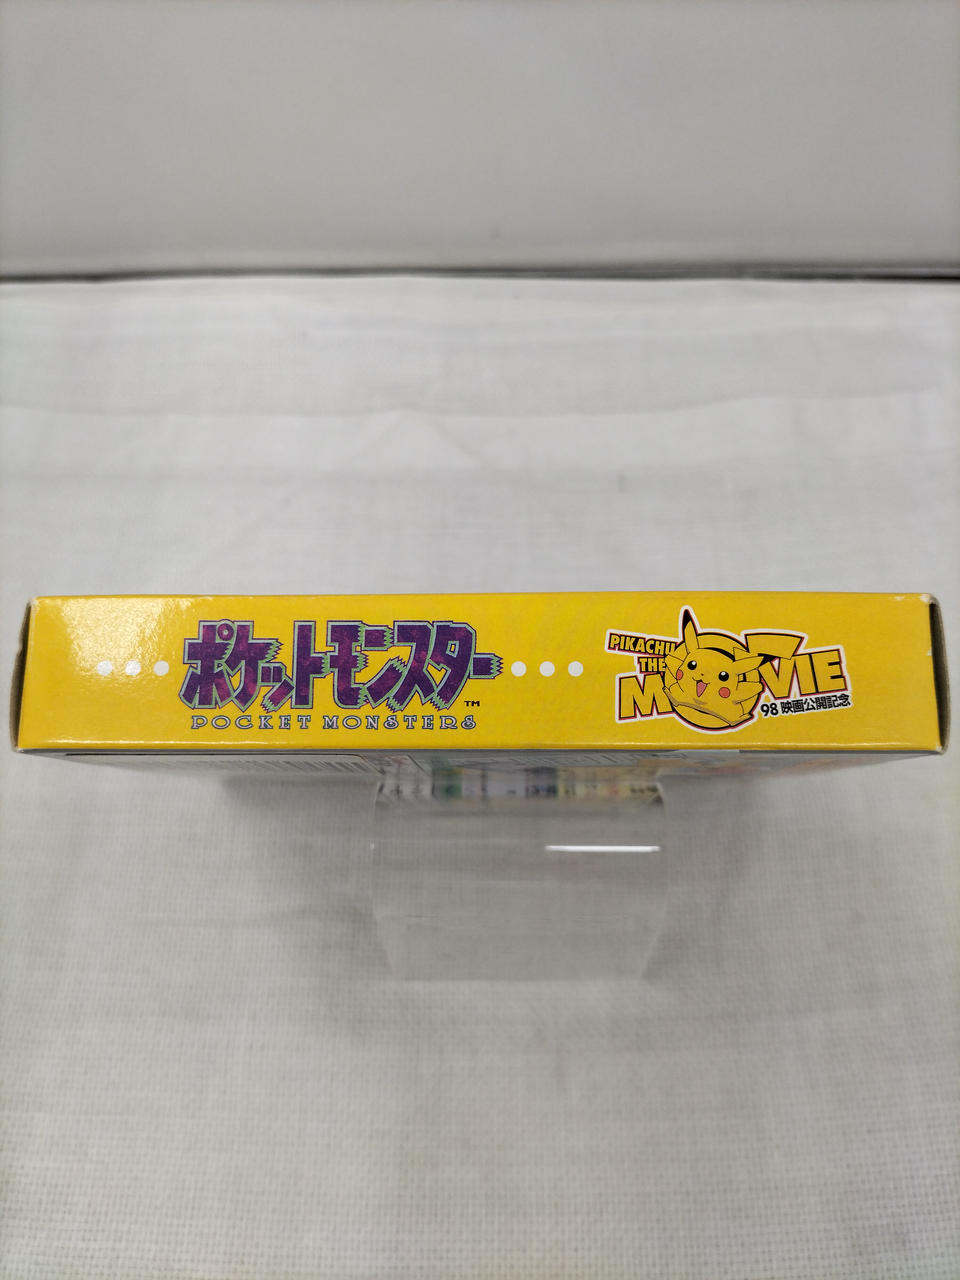 ポケットモンスター
TM
POCKET MONSTERS
PIKACHU
THE
MOVIE
98 映画公開記念